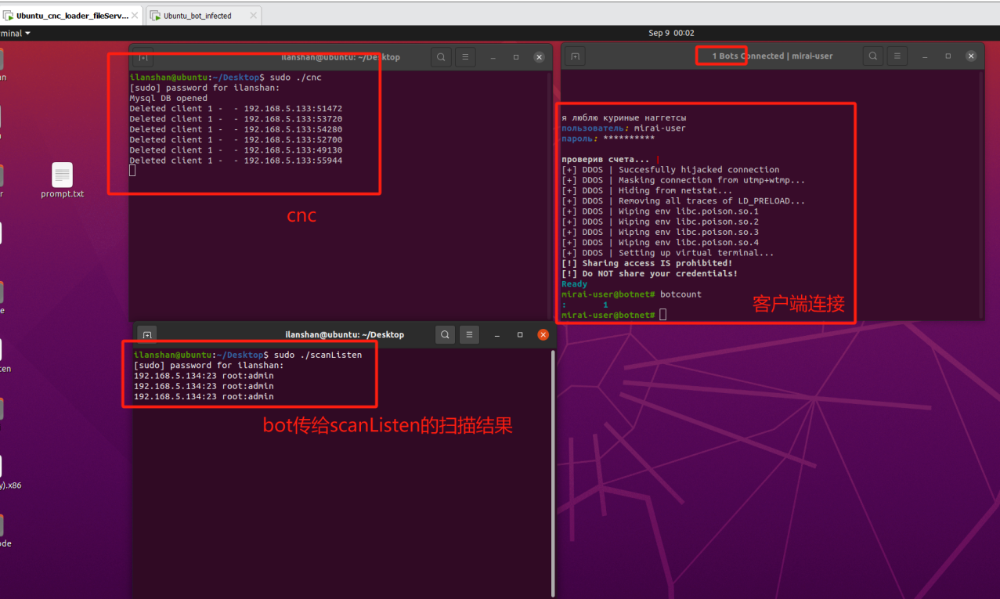 Ubuntu_cnc_loader_fileServ...
Ubuntu_bot_infected
minal
Sep 9 00:02
ilanshan@ubuntu: ~/Desktop
ilanshan@ubuntu:~/Desktop$ sudo ./cnc
[sudo] password for ilanshan:
Mysql DB opened
Deleted client 1 -  - 192.168.5.133:51472
Deleted client 1 -  - 192.168.5.133:53720
Deleted client 1 -  - 192.168.5.133:54280
Deleted client 1 -  - 192.168.5.133:52700
Deleted client 1 -  - 192.168.5.133:49130
Deleted client 1 -  - 192.168.5.133:55944
cnc
prompt.txt
1 Bots Connected | mirai-user
я люблю куриные наггетсы
пользователь: mirai-user
пароль: **********
проверив счета... |
[+] DDOS | Succesfully hijacked connection
[+] DDOS | Masking connection from utmp+wtmp...
[+] DDOS | Hiding from netstat...
[+] DDOS | Removing all traces of LD_PRELOAD...
[+] DDOS | Wiping env libc.poison.so.1
[+] DDOS | Wiping env libc.poison.so.2
[+] DDOS | Wiping env libc.poison.so.3
[+] DDOS | Wiping env libc.poison.so.4
[+] DDOS | Setting up virtual terminal...
[!] Sharing access IS prohibited!
[!] Do NOT share your credentials!
Ready
mirai-user@botnet# botcount
:       1
mirai-user@botnet#
客户端连接
ilanshan@ubuntu: ~/Desktop
ilanshan@ubuntu:~/Desktop$ sudo ./scanListen
[sudo] password for ilanshan:
192.168.5.134:23 root:admin
192.168.5.134:23 root:admin
192.168.5.134:23 root:admin
bot传给scanListen的扫描结果
y).x86